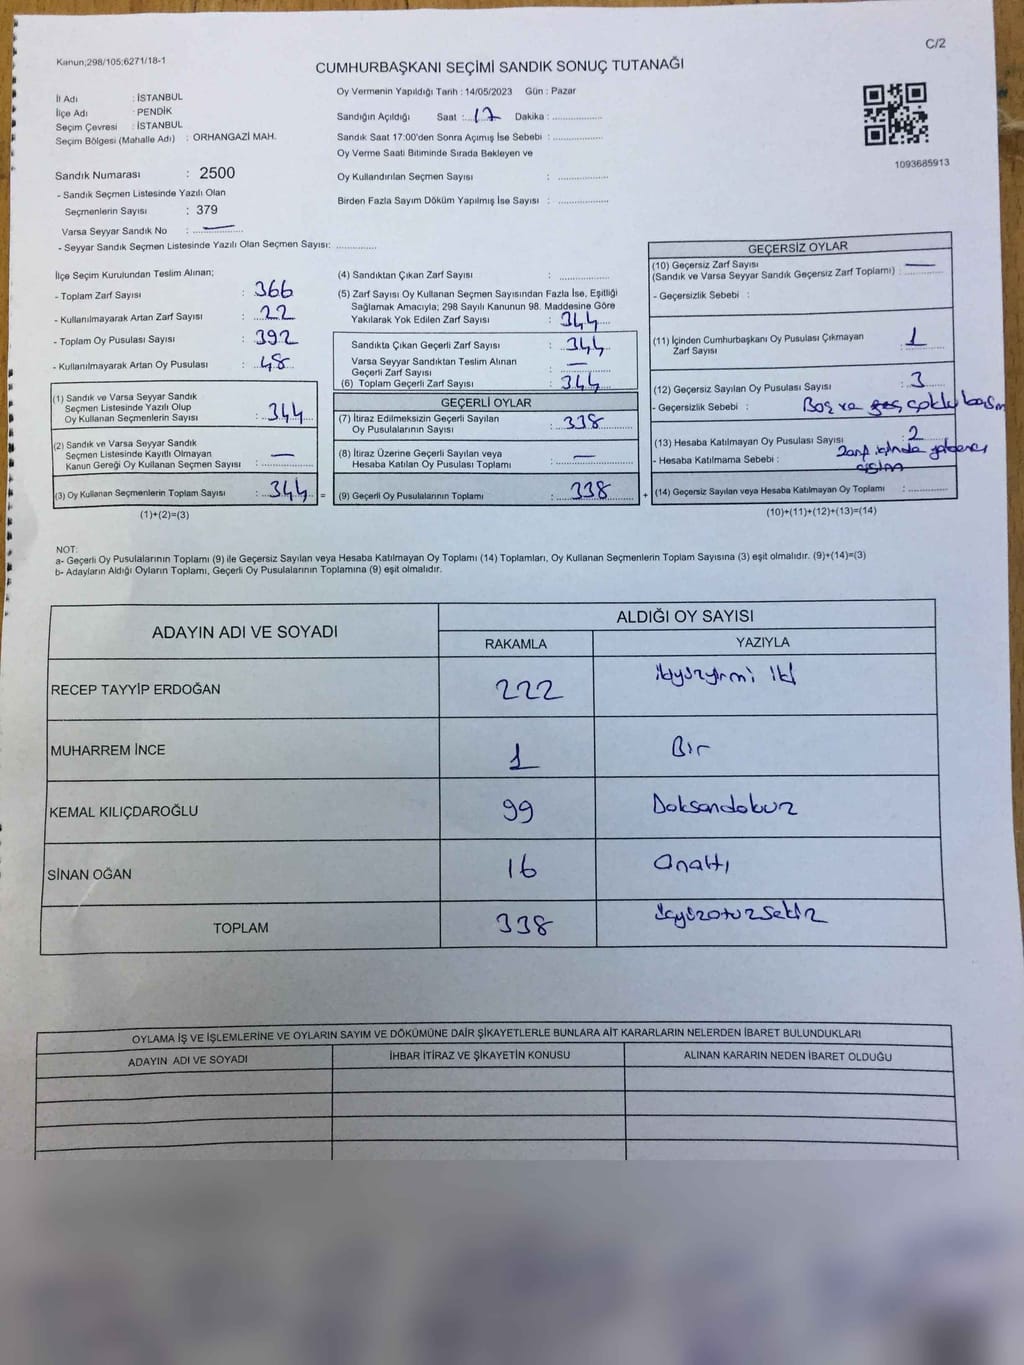 Kanun;298/105;6271/18-1
C/2
CUMHURBAŞKANI SEÇİMİ SANDIK SONUÇ TUTANAĞI
İl Adı : İSTANBUL
İlçe Adı : PENDİK
Seçim Çevresi : İSTANBUL
Seçim Bölgesi (Mahalle Adı) : ORHANGAZİ MAH.
Oy Vermenin Yapıldığı Tarih : 14/05/2023 Gün : Pazar
Sandığın Açıldığı Saat : 17 Dakika :
Sandık Saat 17:00'den Sonra Açımış İse Sebebi :
Oy Verme Saati Bitiminde Sırada Bekleyen ve
Oy Kullandırılan Seçmen Sayısı :
Birden Fazla Sayım Döküm Yapılmış İse Sayısı :
1093685913
Sandık Numarası : 2500
- Sandık Seçmen Listesinde Yazılı Olan
Seçmenlerin Sayısı : 379
Varsa Seyyar Sandık No : —
- Seyyar Sandık Seçmen Listesinde Yazılı Olan Seçmen Sayısı:
İlçe Seçim Kurulundan Teslim Alınan;
- Toplam Zarf Sayısı : 366
- Kullanılmayarak Artan Zarf Sayısı : 22
- Toplam Oy Pusulası Sayısı : 392
- Kullanılmayarak Artan Oy Pusulası : 48
(1) Sandık ve Varsa Seyyar Sandık
Seçmen Listesinde Yazılı Olup
Oy Kullanan Seçmenlerin Sayısı : 344
(2) Sandık ve Varsa Seyyar Sandık
Seçmen Listesinde Kayıtlı Olmayan
Kanun Gereği Oy Kullanan Seçmen Sayısı : —
(3) Oy Kullanan Seçmenlerin Toplam Sayısı : 344 =
(1)+(2)=(3)
(4) Sandıktan Çıkan Zarf Sayısı :
(5) Zarf Sayısı Oy Kullanan Seçmen Sayısından Fazla İse, Eşitliği
Sağlamak Amacıyla; 298 Sayılı Kanunun 98. Maddesine Göre
Yakılarak Yok Edilen Zarf Sayısı : 344
Sandıkta Çıkan Geçerli Zarf Sayısı : 344
Varsa Seyyar Sandıktan Teslim Alınan
Geçerli Zarf Sayısı : —
(6) Toplam Geçerli Zarf Sayısı : 344
GEÇERLİ OYLAR
(7) İtiraz Edilmeksizin Geçerli Sayılan
Oy Pusulalarının Sayısı : 338
(8) İtiraz Üzerine Geçerli Sayılan veya
Hesaba Katılan Oy Pusulası Toplamı : —
(9) Geçerli Oy Pusulalarının Toplamı : 338 +
GEÇERSİZ OYLAR
(10) Geçersiz Zarf Sayısı
(Sandık ve Varsa Seyyar Sandık Geçersiz Zarf Toplamı) : —
- Geçersizlik Sebebi :
(11) İçinden Cumhurbaşkanı Oy Pusulası Çıkmayan
Zarf Sayısı : 1
(12) Geçersiz Sayılan Oy Pusulası Sayısı : 3
- Geçersizlik Sebebi : Boş ve çoklu basım
(13) Hesaba Katılmayan Oy Pusulası Sayısı : 2
- Hesaba Katılmama Sebebi : Zarf içinde
(14) Geçersiz Sayılan veya Hesaba Katılmayan Oy Toplamı :
(10)+(11)+(12)+(13)=(14)
NOT:
a- Geçerli Oy Pusulalarının Toplamı (9) ile Geçersiz Sayılan veya Hesaba Katılmayan Oy Toplamı (14) Toplamları, Oy Kullanan Seçmenlerin Toplam Sayısına (3) eşit olmalıdır. (9)+(14)=(3)
b- Adayların Aldığı Oyların Toplamı, Geçerli Oy Pusulalarının Toplamına (9) eşit olmalıdır.
ADAYIN ADI VE SOYADI
ALDIĞI OY SAYISI
RAKAMLA YAZIYLA
RECEP TAYYİP ERDOĞAN 222 ikiyüzyirmi iki
MUHARREM İNCE 1 Bir
KEMAL KILIÇDAROĞLU 99 Doksandokuz
SİNAN OĞAN 16 Onaltı
TOPLAM 338 üçyüzotuzsekiz
OYLAMA İŞ VE İŞLEMLERİNE VE OYLARIN SAYIM VE DÖKÜMÜNE DAİR ŞİKAYETLERLE BUNLARA AİT KARARLARIN NELERDEN İBARET BULUNDUKLARI
ADAYIN ADI VE SOYADI İHBAR İTİRAZ VE ŞİKAYETİN KONUSU ALINAN KARARIN NEDEN İBARET OLDUĞU